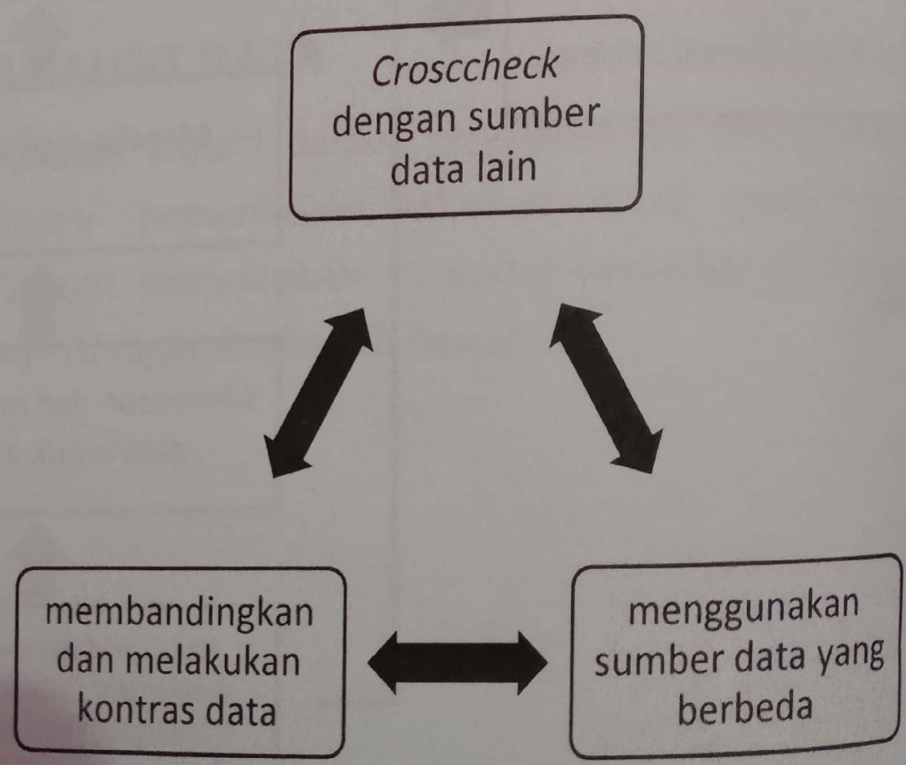 Crosccheck
dengan sumber
data lain
membandingkan
dan melakukan
kontras data
menggunakan
sumber data yang
berbeda